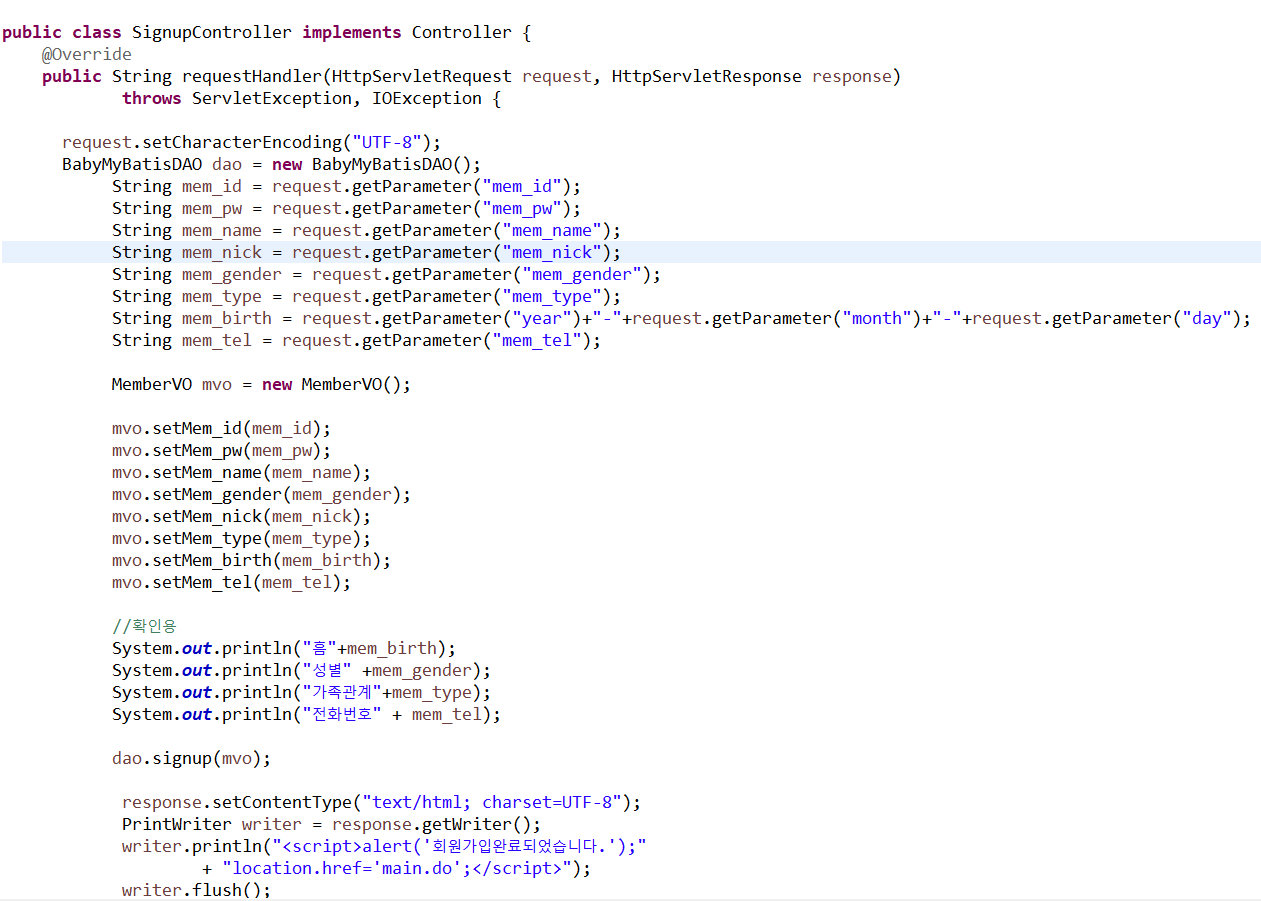 public class SignupController implements Controller {
@Override
public String requestHandler(HttpServletRequest request, HttpServletResponse response)
throws ServletException, IOException {
request.setCharacterEncoding("UTF-8");
BabyMyBatisDAO dao = new BabyMyBatisDAO();
String mem_id = request.getParameter("mem_id");
String mem_pw = request.getParameter("mem_pw");
String mem_name = request.getParameter("mem_name");
String mem_nick = request.getParameter("mem_nick");
String mem_gender = request.getParameter("mem_gender");
String mem_type = request.getParameter("mem_type");
String mem_birth = request.getParameter("year")+"-"+request.getParameter("month")+"-"+request.getParameter("day");
String mem_tel = request.getParameter("mem_tel");
MemberVO mvo = new MemberVO();
mvo.setMem_id(mem_id);
mvo.setMem_pw(mem_pw);
mvo.setMem_name(mem_name);
mvo.setMem_gender(mem_gender);
mvo.setMem_nick(mem_nick);
mvo.setMem_type(mem_type);
mvo.setMem_birth(mem_birth);
mvo.setMem_tel(mem_tel);
//확인용
System.out.println("흠"+mem_birth);
System.out.println("성별" +mem_gender);
System.out.println("가족관계"+mem_type);
System.out.println("전화번호" + mem_tel);
dao.signup(mvo);
response.setContentType("text/html; charset=UTF-8");
PrintWriter writer = response.getWriter();
writer.println("<script>alert('회원가입완료되었습니다.');"
+ "location.href='main.do';</script>");
writer.flush();